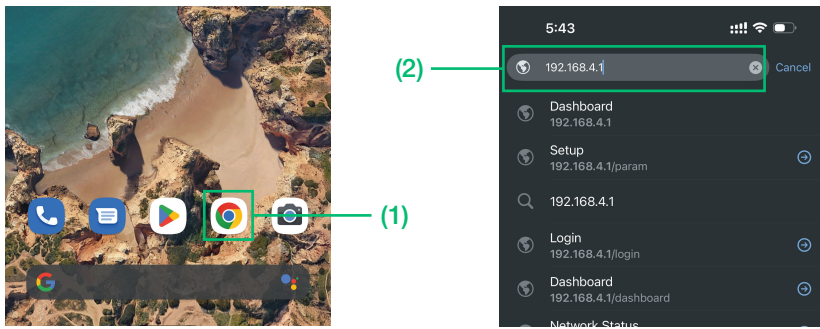 (1)
(2)
5:43
192.168.4.1
Cancel
Dashboard
192.168.4.1
Setup
192.168.4.1/param
192.168.4.1
Login
192.168.4.1/login
Dashboard
192.168.4.1/dashboard
Network Status